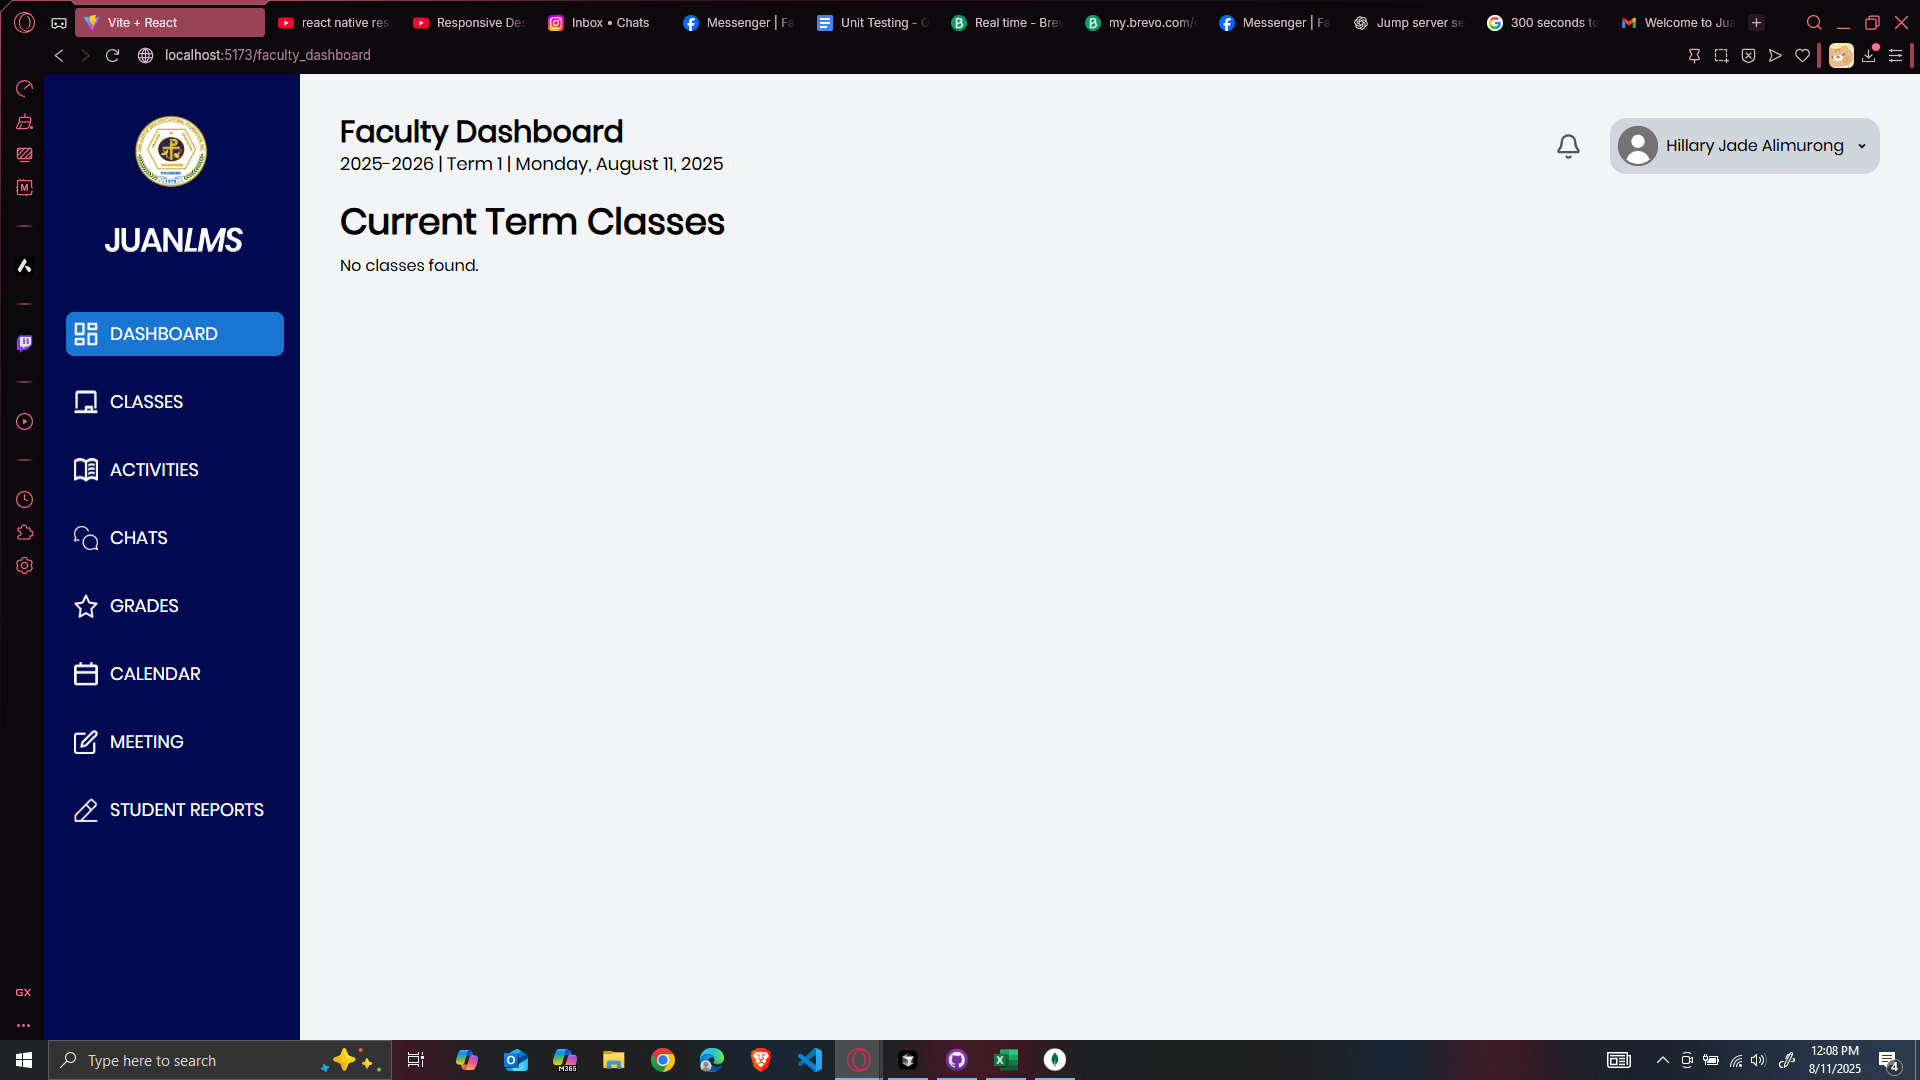 Vite + React
react native res
Responsive Des
Inbox • Chats
Messenger | Fa
Unit Testing - G
Real time - Brev
my.brevo.com/c
Messenger | Fa
Jump server se
300 seconds to
Welcome to Jua
localhost:5173/faculty_dashboard
JUANLMS
DASHBOARD
CLASSES
ACTIVITIES
CHATS
GRADES
CALENDAR
MEETING
STUDENT REPORTS
Faculty Dashboard
2025-2026 | Term 1 | Monday, August 11, 2025
Hillary Jade Alimurong
Current Term Classes
No classes found.
GX
Type here to search
M365
12:08 PM
8/11/2025
4